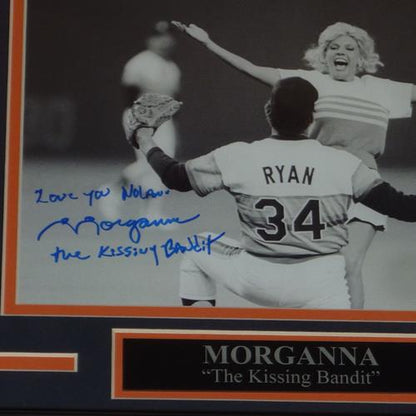 RYAN
34
Love you Nolan...
Morganna
the Kissing Bandit
MORGANNA
"The Kissing Bandit"